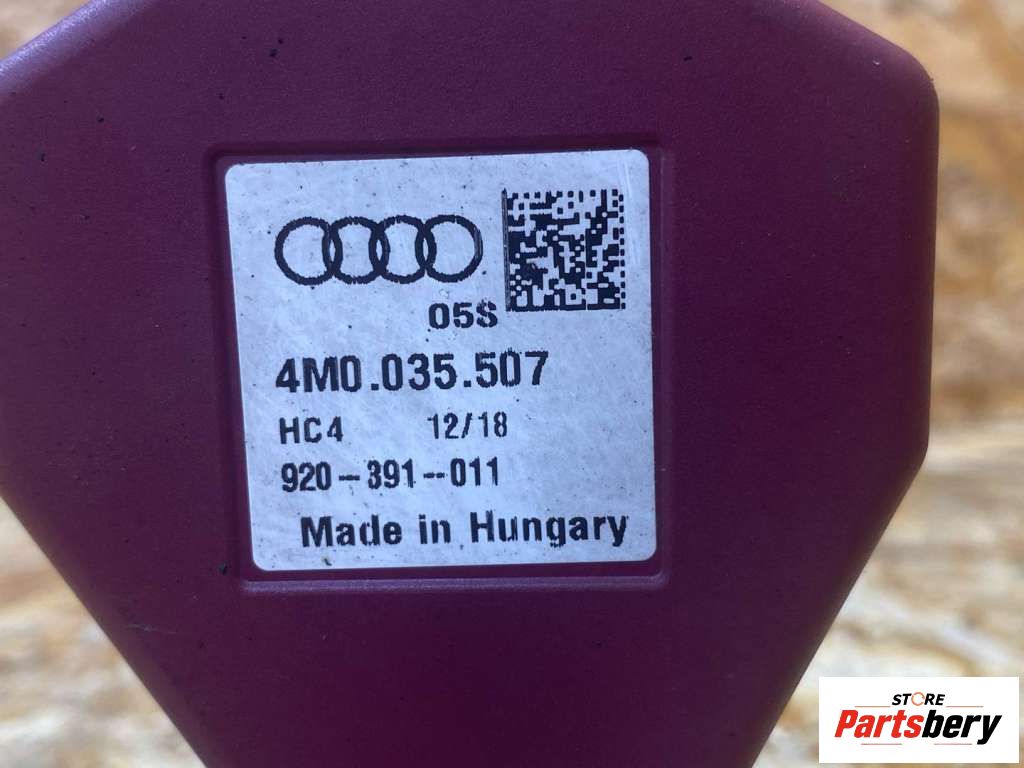 05S
4M0.035.507
HC4 12/18
920-391-011
Made in Hungary
STORE
Partsbery